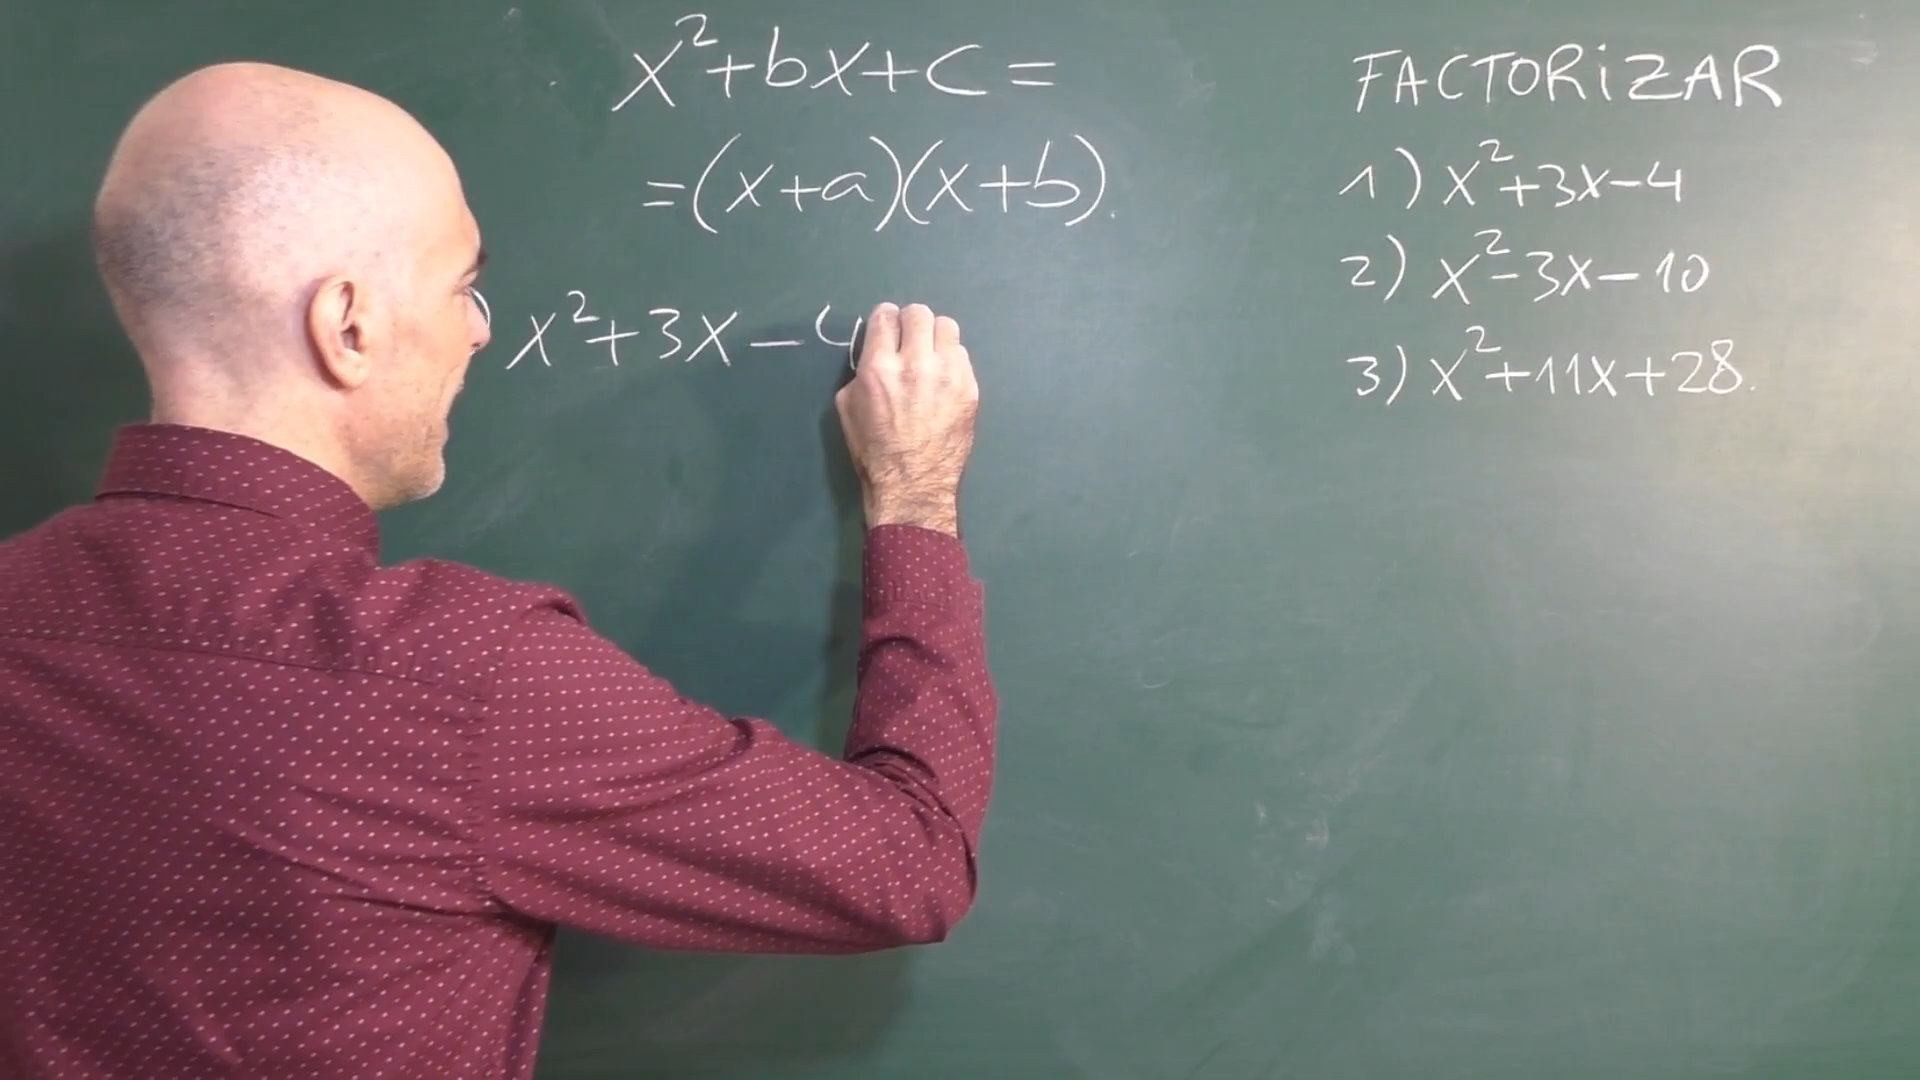 x²+bx+c=
=(x+a)(x+b).
) x²+3x-4
FACTORiZAR
1) x²+3x-4
2) x²-3x-10
3) x²+11x+28.